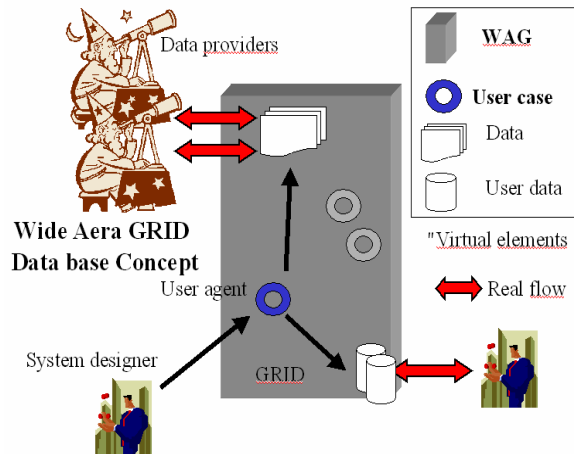 Data providers
WAG
User case
Data
User data
Wide Aera GRID
Data base Concept
"Virtual elements
User agent
Real flow
System designer
GRID